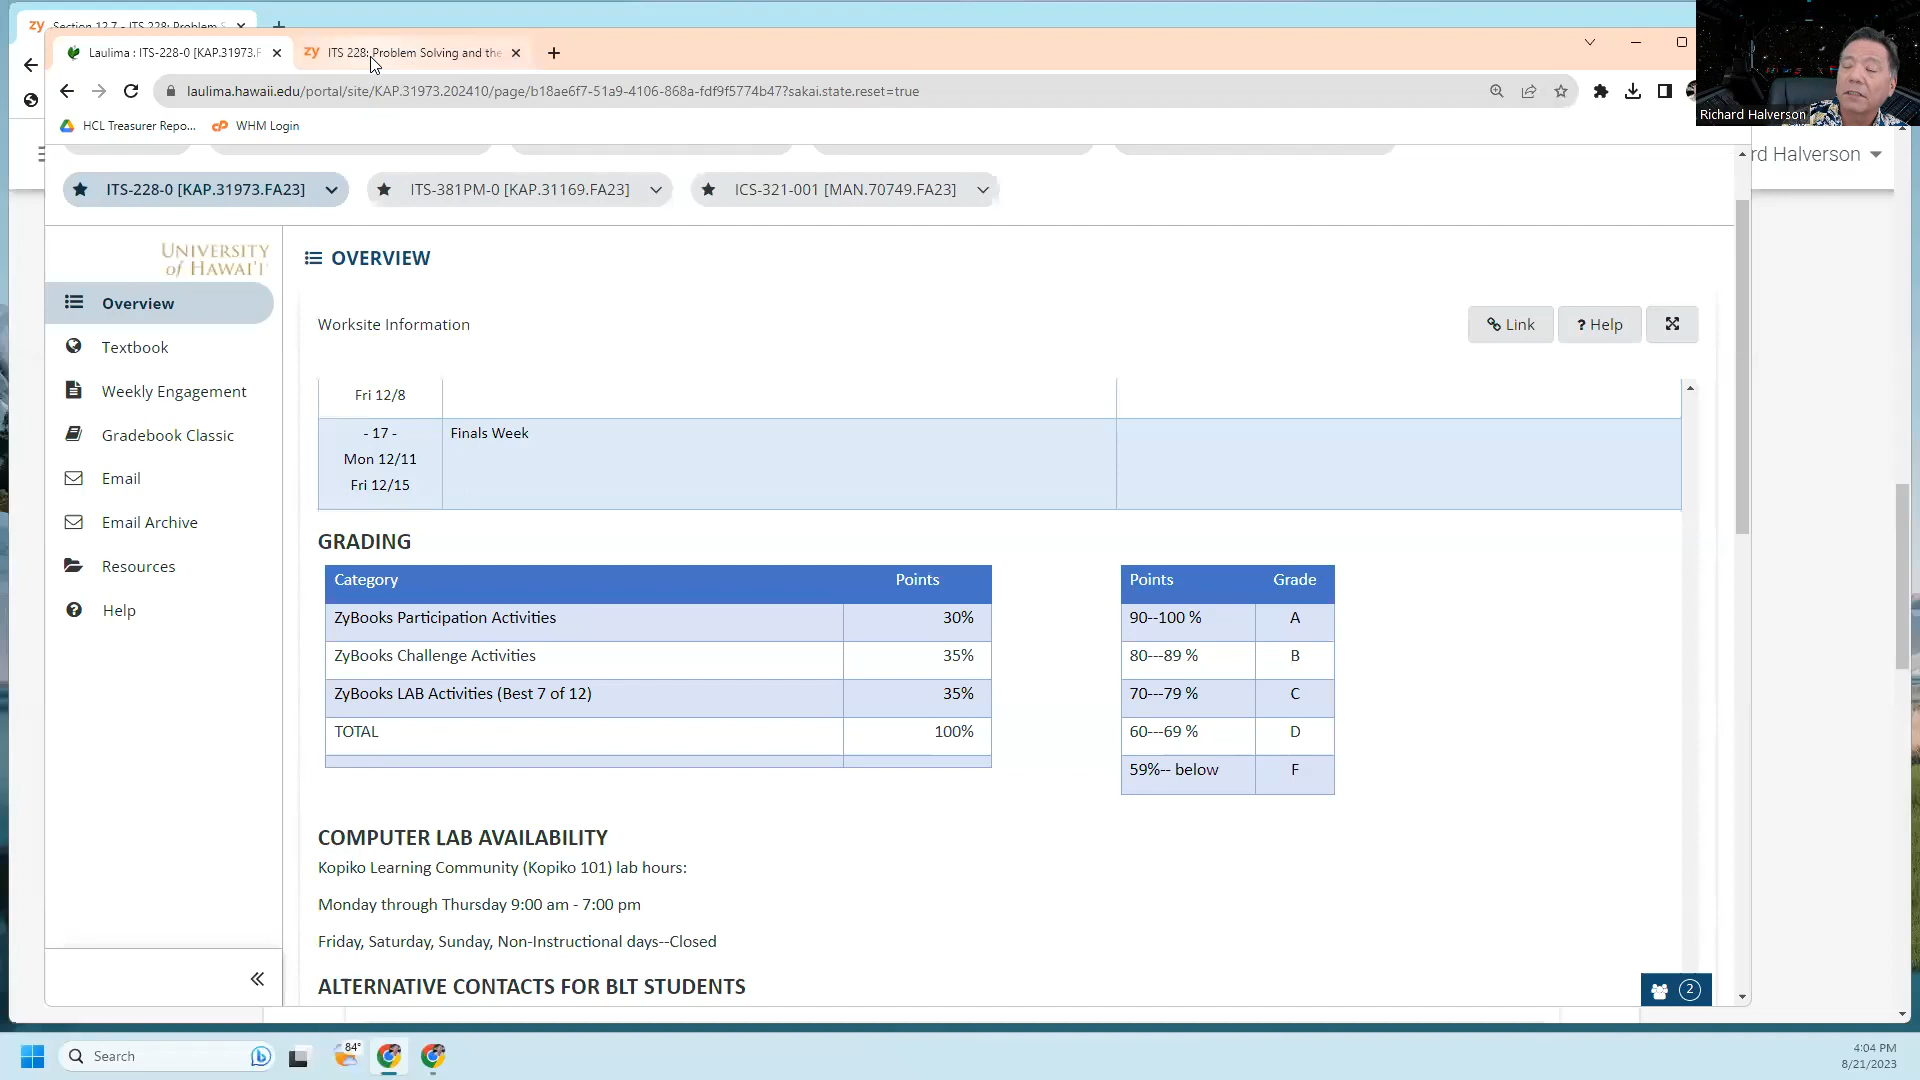 zy Section 12.7 - ITS 228: Problem S
Laulima : ITS-228-0 [KAP.31973.F
zy ITS 228: Problem Solving and the
laulima.hawaii.edu/portal/site/KAP.31973.202410/page/b18ae6f7-51a9-4106-868a-fdf9f5774b47?sakai.state.reset=true
HCL Treasurer Repo...
WHM Login
Richard Halverson
rd Halverson
ITS-228-0 [KAP.31973.FA23]
ITS-381PM-0 [KAP.31169.FA23]
ICS-321-001 [MAN.70749.FA23]
UNIVERSITY
of HAWAI'I
Overview
Textbook
Weekly Engagement
Gradebook Classic
Email
Email Archive
Resources
Help
OVERVIEW
Worksite Information
Link
? Help
Fri 12/8
- 17 -
Mon 12/11
Fri 12/15
Finals Week
GRADING
Category Points
ZyBooks Participation Activities 30%
ZyBooks Challenge Activities 35%
ZyBooks LAB Activities (Best 7 of 12) 35%
TOTAL 100%
Points Grade
90--100 % A
80---89 % B
70---79 % C
60---69 % D
59%-- below F
COMPUTER LAB AVAILABILITY
Kopiko Learning Community (Kopiko 101) lab hours:
Monday through Thursday 9:00 am - 7:00 pm
Friday, Saturday, Sunday, Non-Instructional days--Closed
ALTERNATIVE CONTACTS FOR BLT STUDENTS
2
Search
84°
4:04 PM
8/21/2023